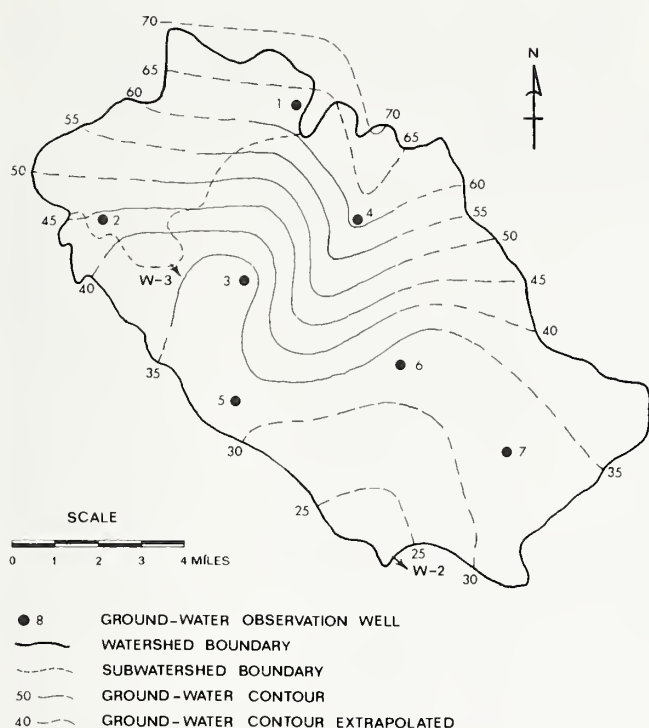 70
N
65
1
60
70
55
65
50
60
4
55
45
2
50
W-3
3
45
40
40
35
6
5
7
30
35
SCALE
25
0 1 2 3 4 MILES
25
W-2
30
8 GROUND-WATER OBSERVATION WELL
WATERSHED BOUNDARY
SUBWATERSHED BOUNDARY
50 GROUND-WATER CONTOUR
40 GROUND-WATER CONTOUR EXTRAPOLATED